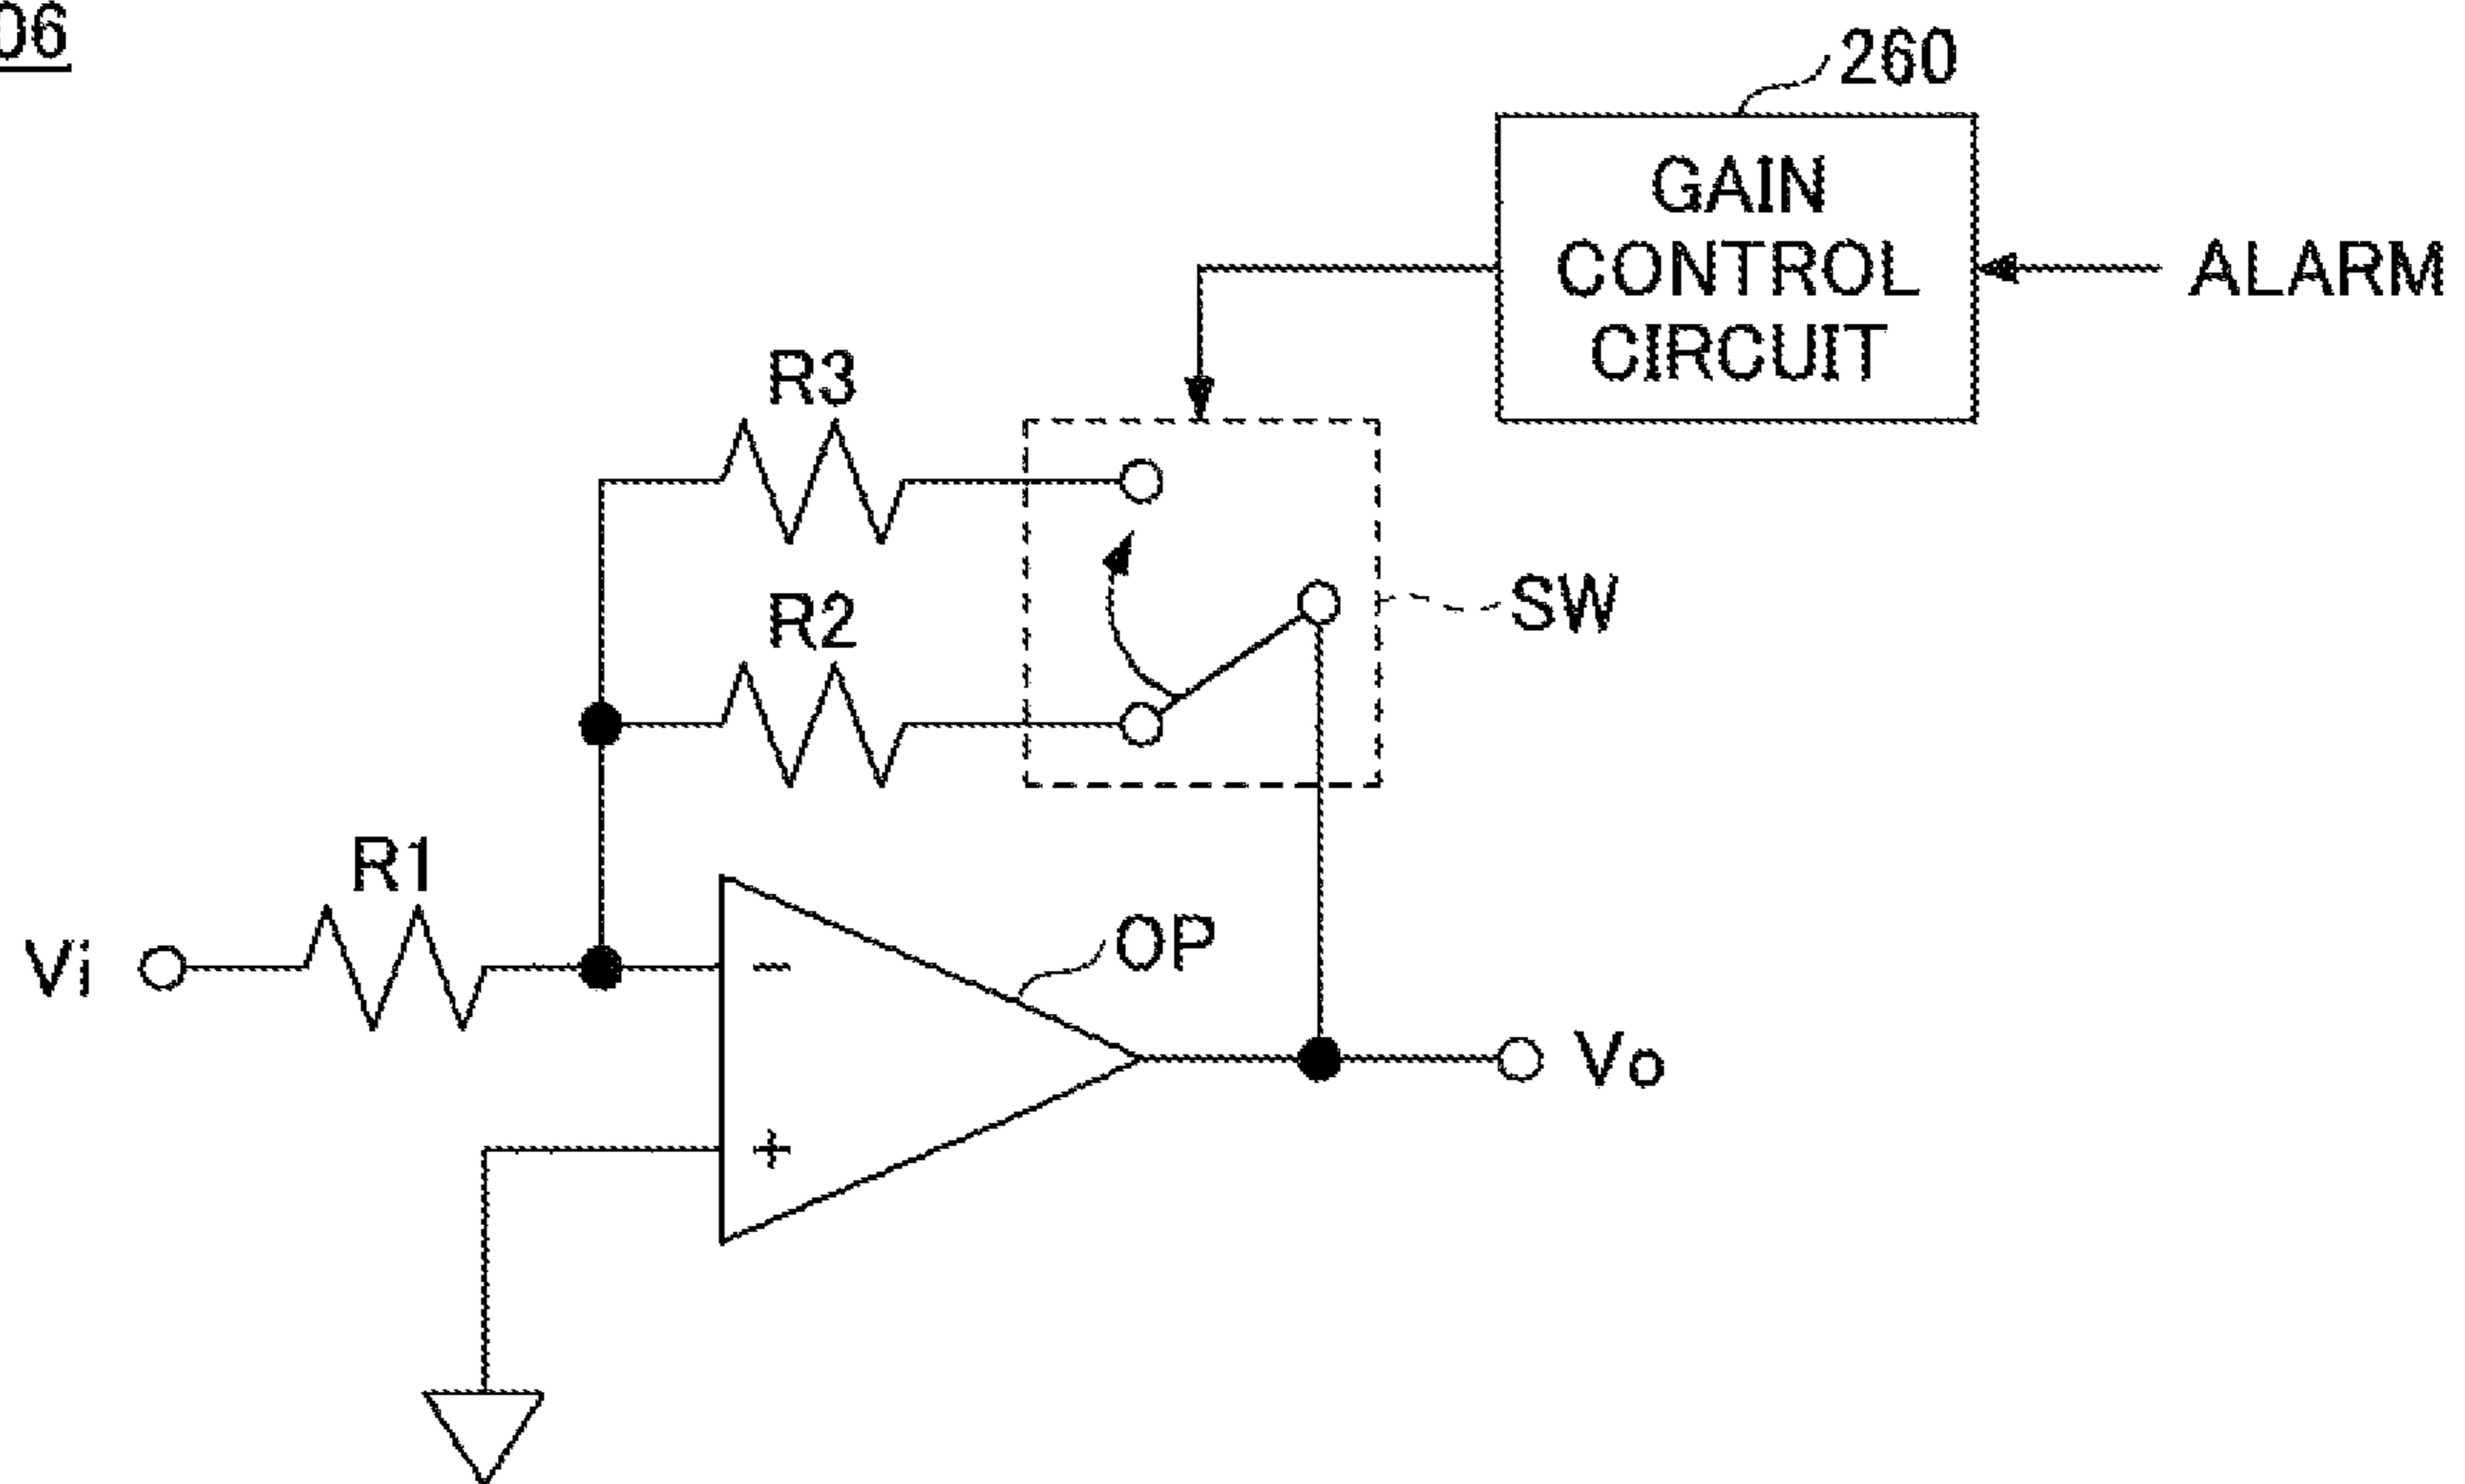 06
260
GAIN
CONTROL
CIRCUIT
ALARM
R3
R2
SW
R1
Vi
OP
Vo
-
+